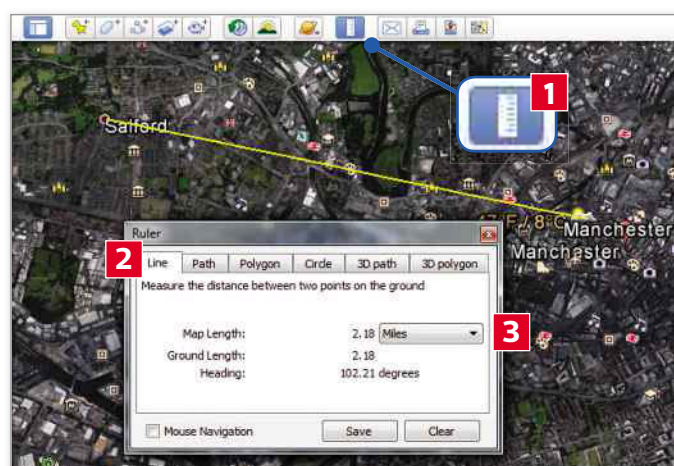 1
Salford
47°F / 8°C
Manchester
Manchester
Ruler
2
Line
Path
Polygon
Circle
3D path
3D polygon
Measure the distance between two points on the ground
Map Length:
2.18
Miles
3
Ground Length:
2.18
Heading:
102.21 degrees
Mouse Navigation
Save
Clear